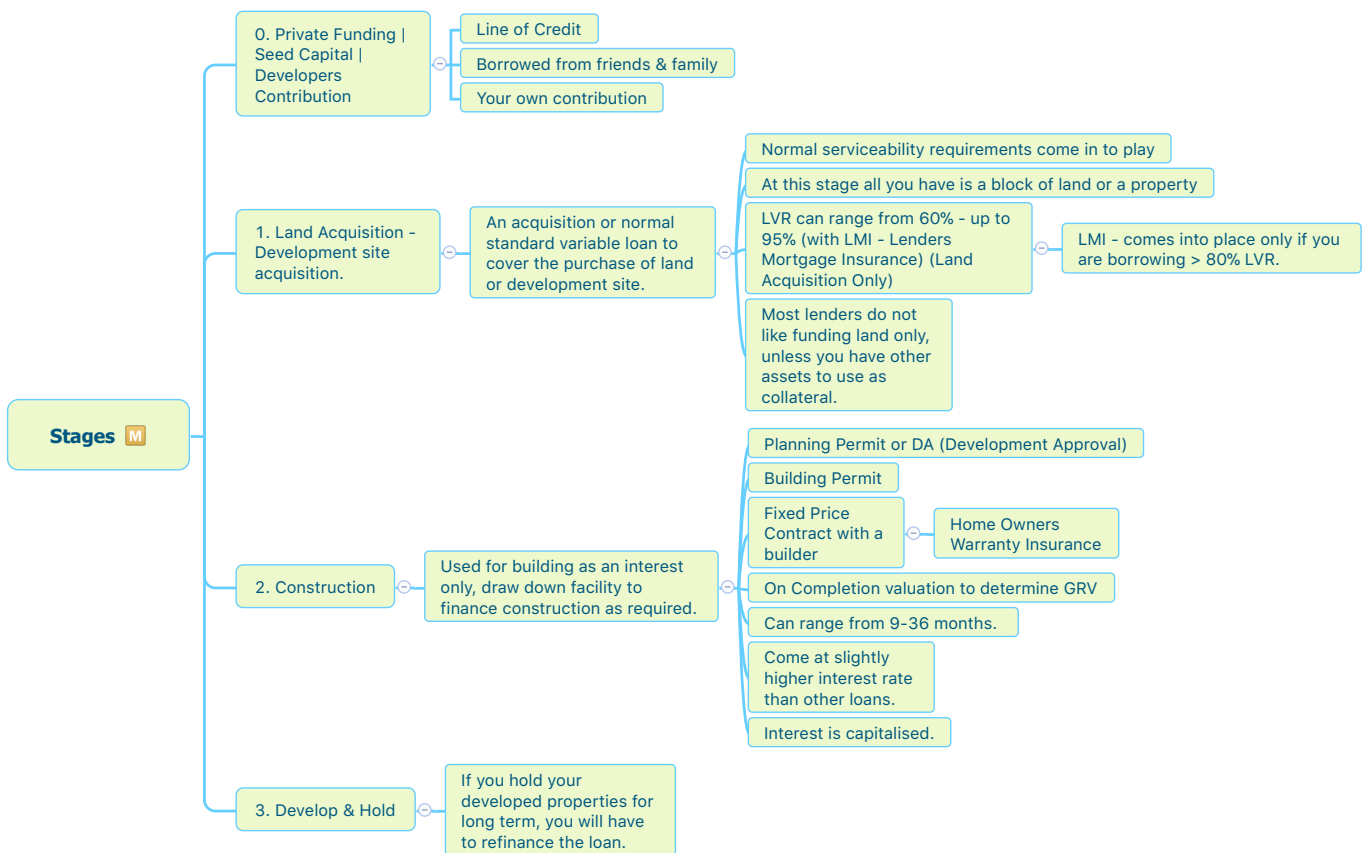 Stages M
0. Private Funding |
Seed Capital |
Developers
Contribution
Line of Credit
Borrowed from friends & family
Your own contribution
1. Land Acquisition -
Development site
acquisition.
An acquisition or normal
standard variable loan to
cover the purchase of land
or development site.
Normal serviceability requirements come in to play
At this stage all you have is a block of land or a property
LVR can range from 60% - up to
95% (with LMI - Lenders
Mortgage Insurance) (Land
Acquisition Only)
LMI - comes into place only if you
are borrowing > 80% LVR.
Most lenders do not
like funding land only,
unless you have other
assets to use as
collateral.
2. Construction
Used for building as an interest
only, draw down facility to
finance construction as required.
Planning Permit or DA (Development Approval)
Building Permit
Fixed Price
Contract with a
builder
Home Owners
Warranty Insurance
On Completion valuation to determine GRV
Can range from 9-36 months.
Come at slightly
higher interest rate
than other loans.
Interest is capitalised.
3. Develop & Hold
If you hold your
developed properties for
long term, you will have
to refinance the loan.